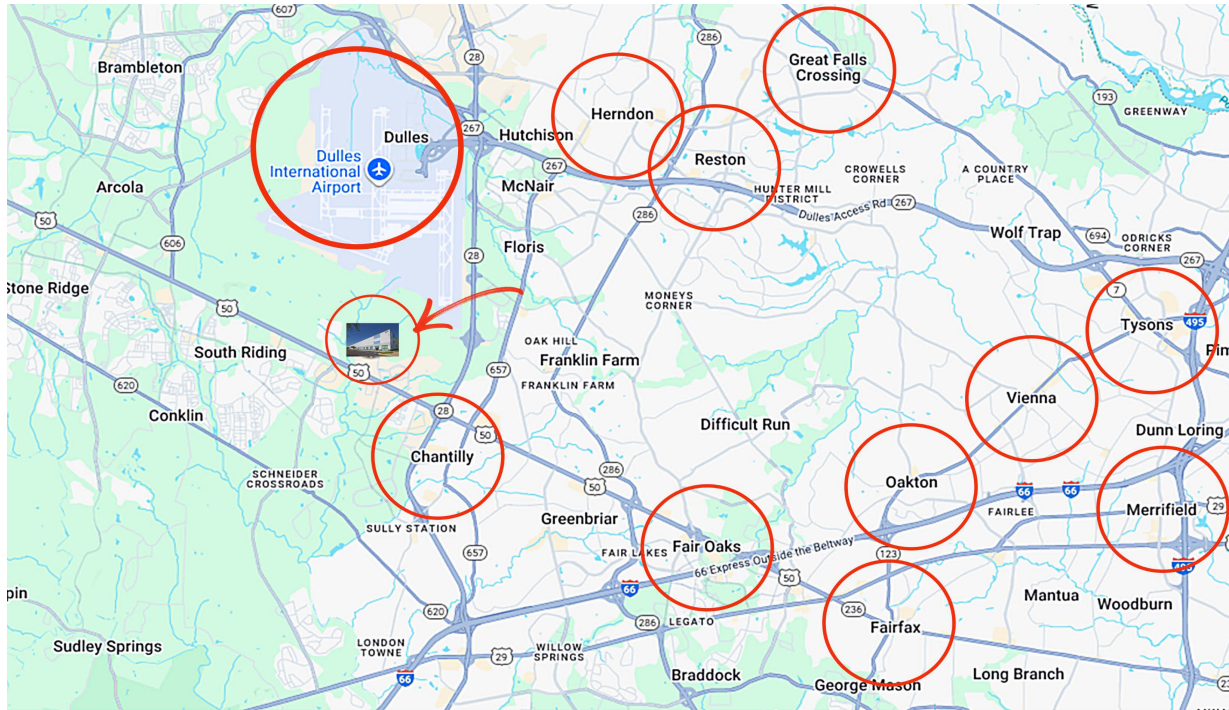 607
28
286
Great Falls
Crossing
Brambleton
193
GREENWAY
Herndon
267
Hutchison
Dulles
Dulles
International
Airport
Reston
267
McNair
Arcola
HUNTER MILL
DISTRICT
CROWELLS
CORNER
A COUNTRY
PLACE
Dulles Access Rd
267
286
50
606
28
Floris
Wolf Trap
694
ODRICKS
CORNER
267
Stone Ridge
MONEYS
CORNER
7
50
Tysons
495
South Riding
OAK HILL
Franklin Farm
FRANKLIN FARM
50
657
620
Conklin
Vienna
28
50
Difficult Run
Dunn Loring
Chantilly
SCHNEIDER
CROSSROADS
286
50
Oakton
66
66
FAIRLEE
Merrifield
29
SULLY STATION
Greenbriar
657
FAIR LAKES
Fair Oaks
66 Express Outside the Beltway
123
50
66
620
286
LEGATO
236
Fairfax
Mantua
Woodburn
Sudley Springs
LONDON
TOWNE
29
WILLOW
SPRINGS
66
Braddock
George Mason
Long Branch